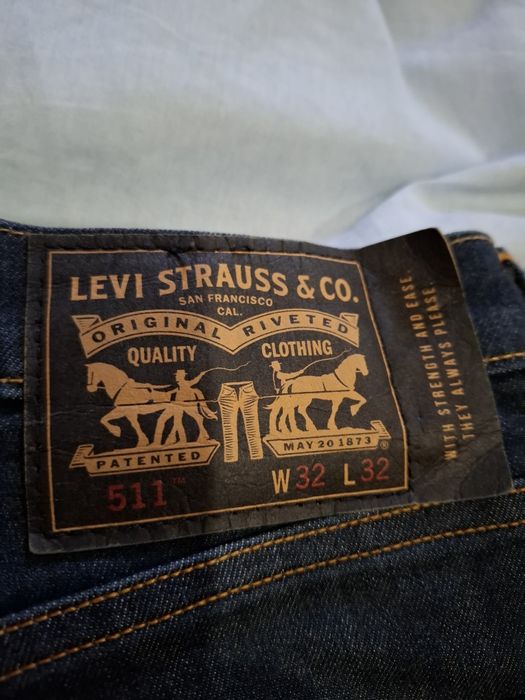 LEVI STRAUSS & CO.
SAN FRANCISCO
CAL.
ORIGINAL RIVETED
QUALITY CLOTHING
PATENTED MAY 20 1873 ®
511™ W 32 L 32
WITH STRENGTH AND EASE.
THEY ALWAYS PLEASE.